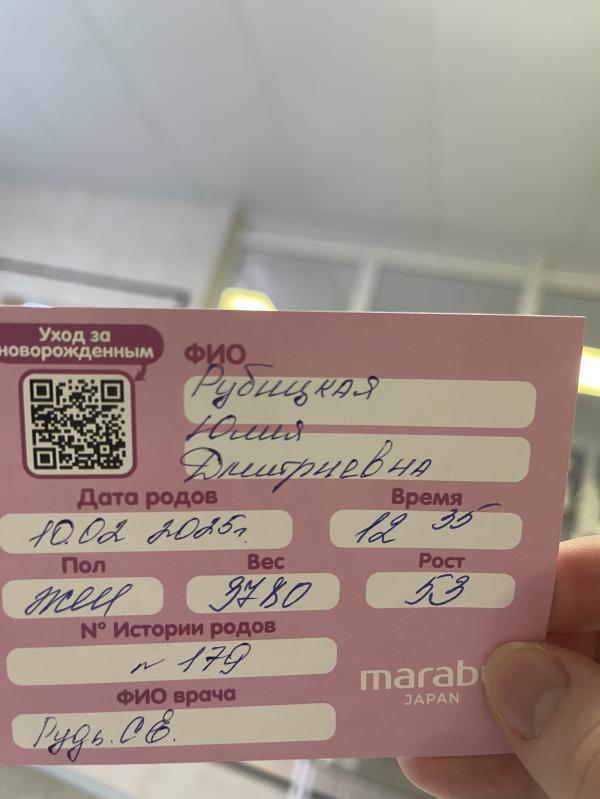 Уход за
новорожденным
ФИО
Рубицкая
Юлия
Дмитриевна
Дата родов
Время
10.02 2025г.
12 35
Пол
Вес
Рост
жен
3780
53
№ Истории родов
№ 179
marabu
JAPAN
ФИО врача
Рудь. С Е.